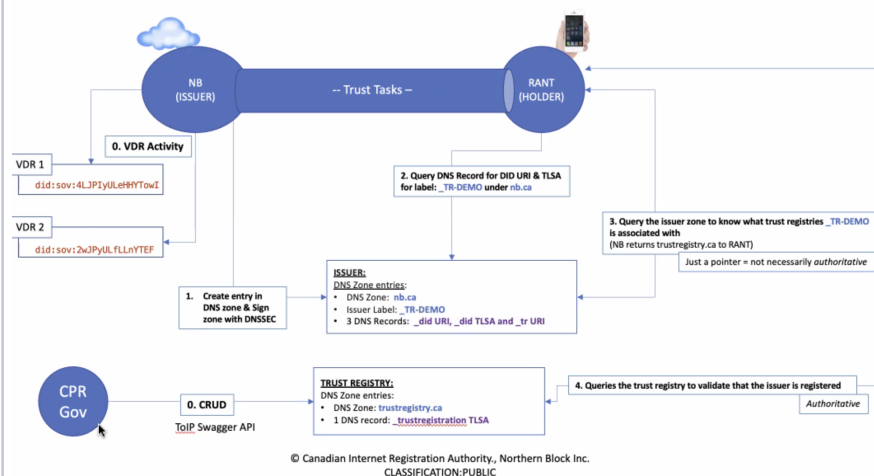 NB
(ISSUER)
-- Trust Tasks –
RANT
(HOLDER)
0. VDR Activity
VDR 1
did:sov:4LJPIyULeHHYTowI
VDR 2
did:sov:2wJPyULfLLnYTEF
2. Query DNS Record for DID URI & TLSA
for label: _TR-DEMO under nb.ca
3. Query the issuer zone to know what trust registries _TR-DEMO
is associated with
(NB returns trustregistry.ca to RANT)
Just a pointer = not necessarily authoritative
1. Create entry in
DNS zone & Sign
zone with DNSSEC
ISSUER:
DNS Zone entries:
• DNS Zone: nb.ca
• Issuer Label: _TR-DEMO
• 3 DNS Records: _did URI, _did TLSA and _tr URI
CPR
Gov
0. CRUD
ToIP Swagger API
TRUST REGISTRY:
DNS Zone entries:
• DNS Zone: trustregistry.ca
• 1 DNS record: _trustregistration TLSA
4. Queries the trust registry to validate that the issuer is registered
Authoritative
© Canadian Internet Registration Authority., Northern Block Inc.
CLASSIFICATION:PUBLIC